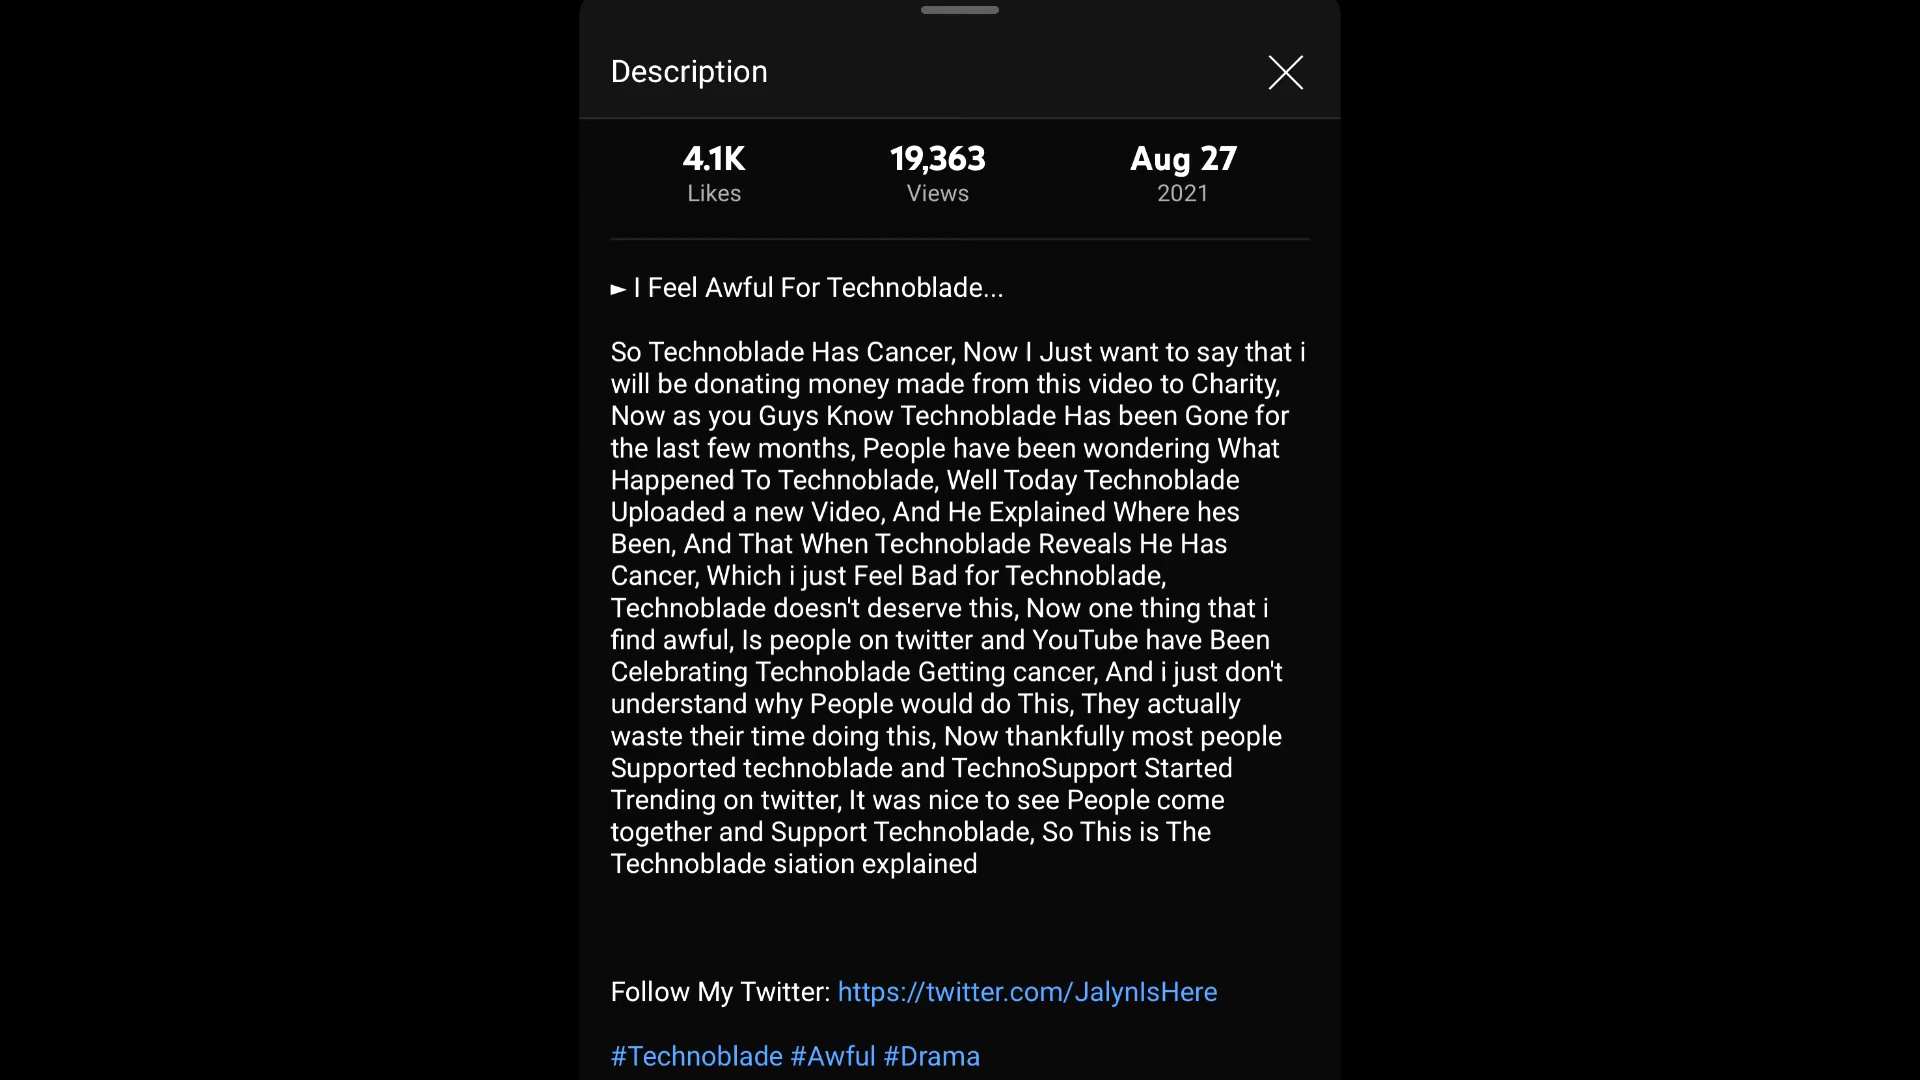 Description
4.1K 19,363 Aug 27
Likes Views 2021
► I Feel Awful For Technoblade...
So Technoblade Has Cancer, Now I Just want to say that i
will be donating money made from this video to Charity,
Now as you Guys Know Technoblade Has been Gone for
the last few months, People have been wondering What
Happened To Technoblade, Well Today Technoblade
Uploaded a new Video, And He Explained Where hes
Been, And That When Technoblade Reveals He Has
Cancer, Which i just Feel Bad for Technoblade,
Technoblade doesn't deserve this, Now one thing that i
find awful, Is people on twitter and YouTube have Been
Celebrating Technoblade Getting cancer, And i just don't
understand why People would do This, They actually
waste their time doing this, Now thankfully most people
Supported technoblade and TechnoSupport Started
Trending on twitter, It was nice to see People come
together and Support Technoblade, So This is The
Technoblade siation explained
Follow My Twitter: https://twitter.com/JalynIsHere
#Technoblade #Awful #Drama